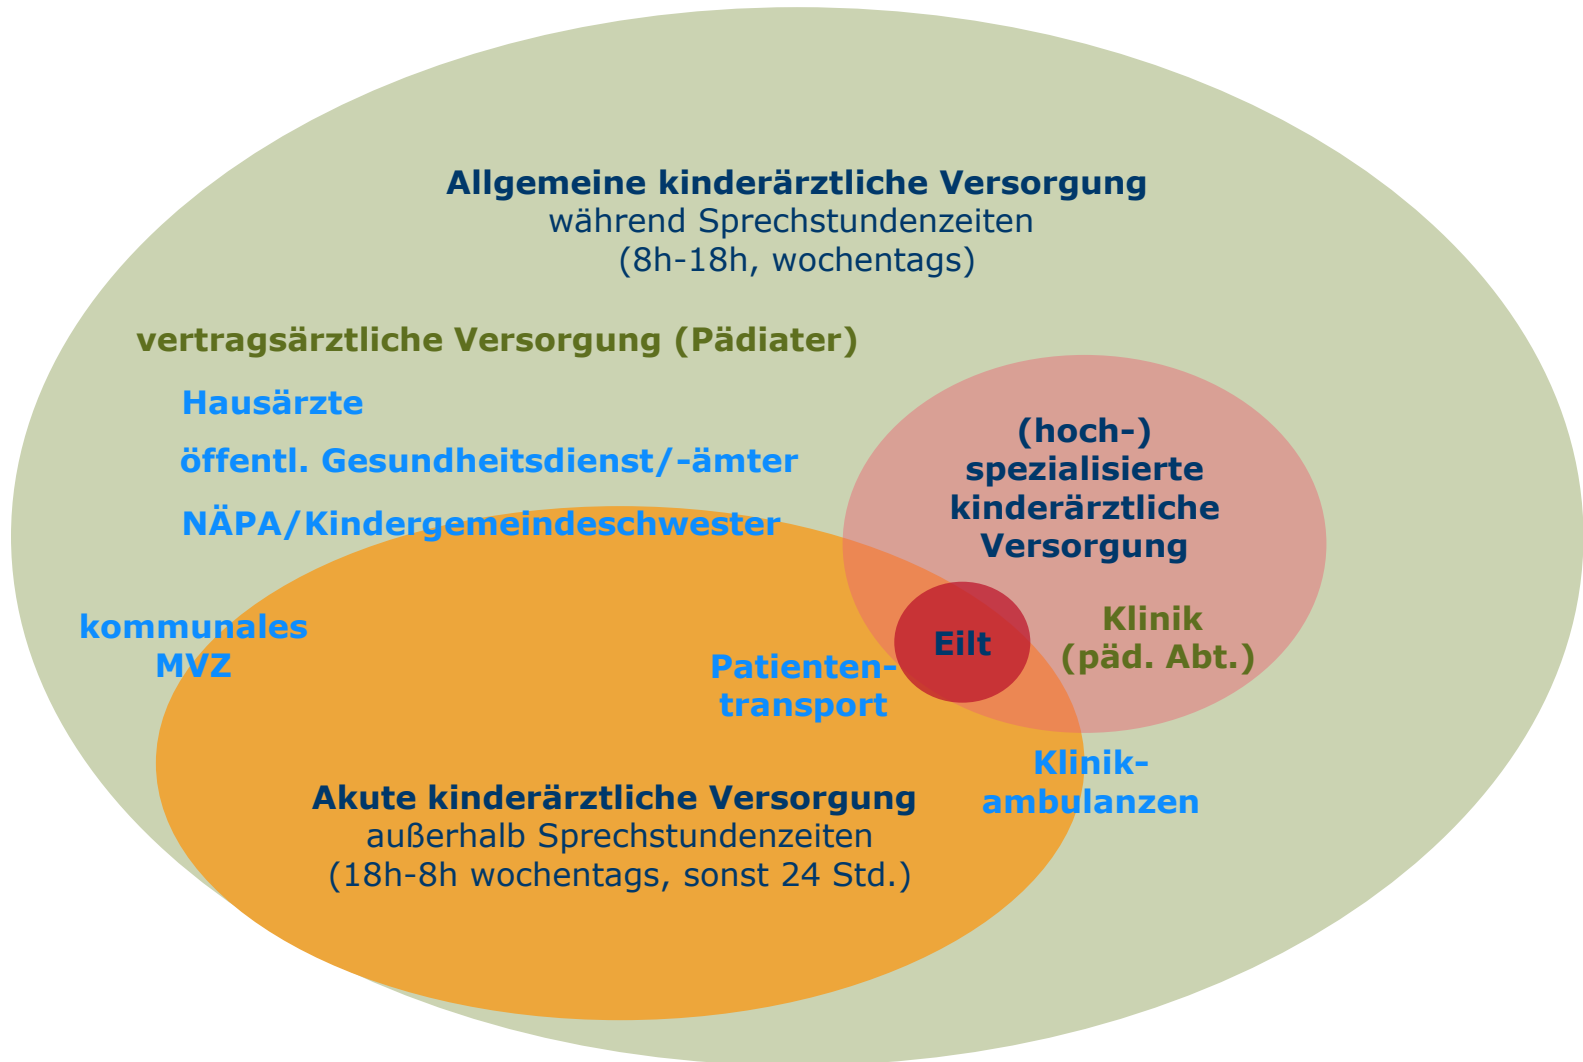 Allgemeine kinderärztliche Versorgung
während Sprechstundenzeiten
(8h-18h, wochentags)
vertragsärztliche Versorgung (Pädiater)
Hausärzte
öffentl. Gesundheitsdienst/-ämter
NÄPA/Kindergemeindeschwester
(hoch-)
spezialisierte
kinderärztliche
Versorgung
kommunales
MVZ
Eilt
Klinik
(päd. Abt.)
Patienten-
transport
Klinik-
ambulanzen
Akute kinderärztliche Versorgung
außerhalb Sprechstundenzeiten
(18h-8h wochentags, sonst 24 Std.)